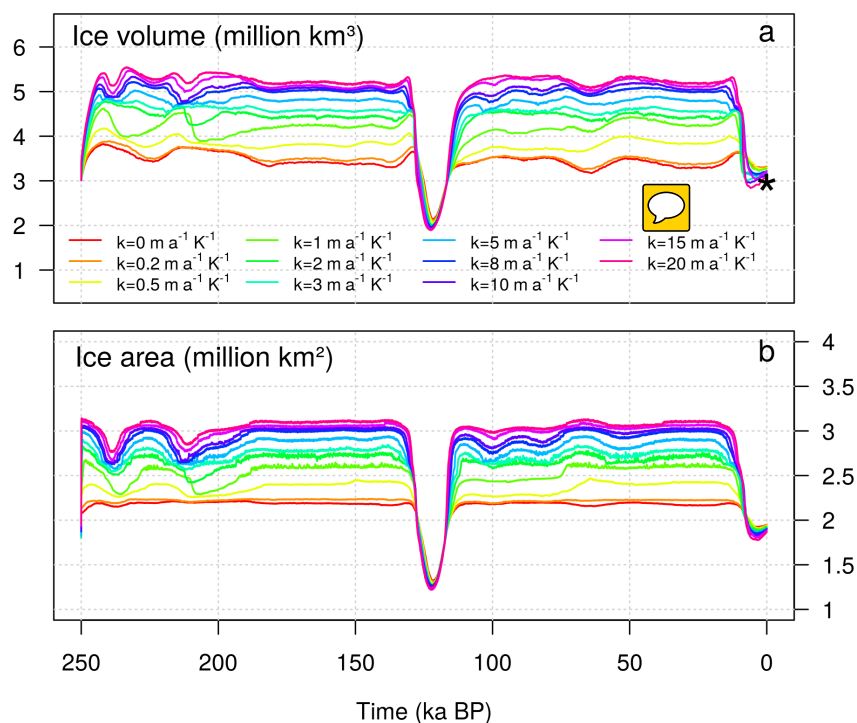 Ice volume (million km³)
a
6
5
4
3
2
1
*
k=0 m a⁻¹ K⁻¹
k=0.2 m a⁻¹ K⁻¹
k=0.5 m a⁻¹ K⁻¹
k=1 m a⁻¹ K⁻¹
k=2 m a⁻¹ K⁻¹
k=3 m a⁻¹ K⁻¹
k=5 m a⁻¹ K⁻¹
k=8 m a⁻¹ K⁻¹
k=10 m a⁻¹ K⁻¹
k=15 m a⁻¹ K⁻¹
k=20 m a⁻¹ K⁻¹
Ice area (million km²)
b
4
3.5
3
2.5
2
1.5
1
250 200 150 100 50 0
Time (ka BP)